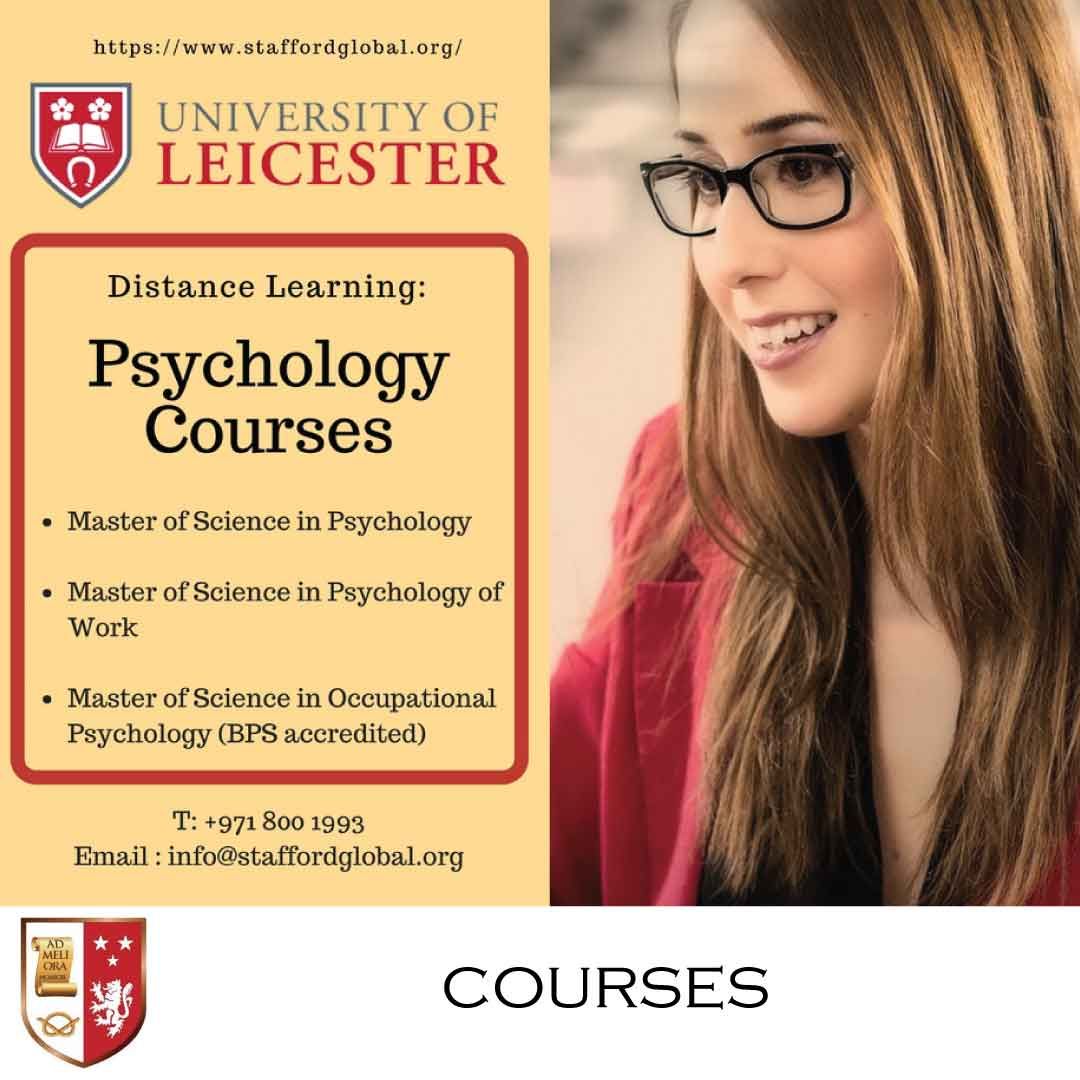 https://www.staffordglobal.org/
UNIVERSITY OF
LEICESTER
Distance Learning:
Psychology
Courses
• Master of Science in Psychology
• Master of Science in Psychology of
Work
• Master of Science in Occupational
Psychology (BPS accredited)
T: +971 800 1993
Email : info@staffordglobal.org
AD
MELI
ORA
COURSES